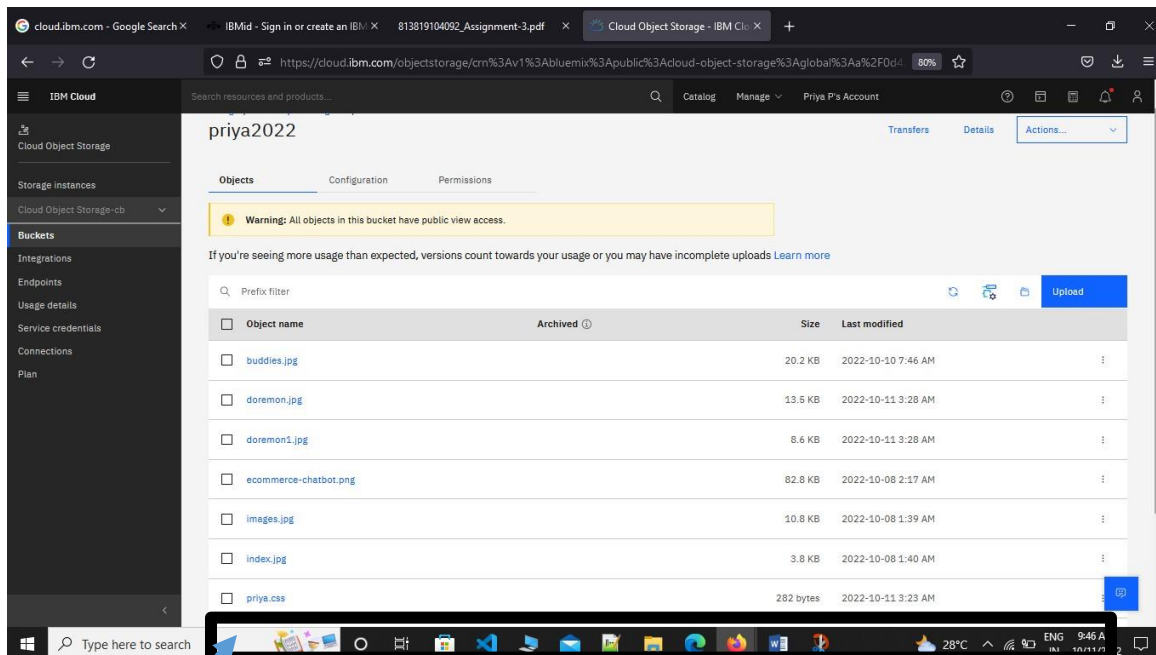 cloud.ibm.com - Google Search
IBMid - Sign in or create an IBM
813819104092_Assignment-3.pdf
Cloud Object Storage - IBM Clo
https://cloud.ibm.com/objectstorage/crn%3Av1%3Abluemix%3Apublic%3Acloud-object-storage%3Aglobal%3Aa%2F0d4
80%
IBM Cloud
Search resources and products...
Catalog
Manage
Priya P's Account
Cloud Object Storage
Storage instances
Cloud Object Storage-cb
Buckets
Integrations
Endpoints
Usage details
Service credentials
Connections
Plan
priya2022
Transfers
Details
Actions...
Objects
Configuration
Permissions
Warning: All objects in this bucket have public view access.
If you're seeing more usage than expected, versions count towards your usage or you may have incomplete uploads Learn more
Prefix filter
Upload
Object name Archived Size Last modified
buddies.jpg 20.2 KB 2022-10-10 7:46 AM
doremon.jpg 13.5 KB 2022-10-11 3:28 AM
doremon1.jpg 8.6 KB 2022-10-11 3:28 AM
ecommerce-chatbot.png 82.8 KB 2022-10-08 2:17 AM
images.jpg 10.8 KB 2022-10-08 1:39 AM
index.jpg 3.8 KB 2022-10-08 1:40 AM
priya.css 282 bytes 2022-10-11 3:23 AM
Type here to search
28°C
ENG
9:46 A